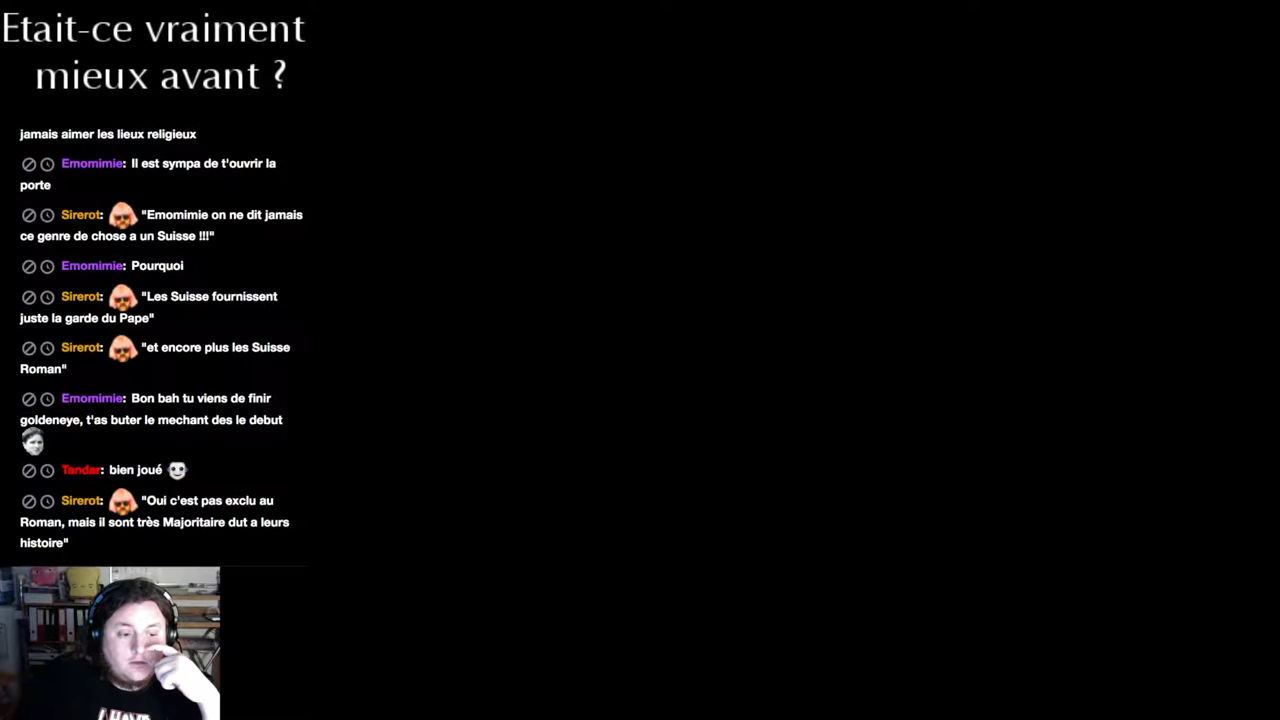 Etait-ce vraiment
mieux avant ?
jamais aimer les lieux religieux
Emomimie: Il est sympa de t'ouvrir la
porte
Sirerot: "Emomimie on ne dit jamais
ce genre de chose a un Suisse !!!"
Emomimie: Pourquoi
Sirerot: "Les Suisse fournissent
juste la garde du Pape"
Sirerot: "et encore plus les Suisse
Roman"
Emomimie: Bon bah tu viens de finir
goldeneye, t'as buter le mechant des le debut
Tandar: bien joué
Sirerot: "Oui c'est pas exclu au
Roman, mais il sont très Majoritaire dut a leurs
histoire"
I HAVE